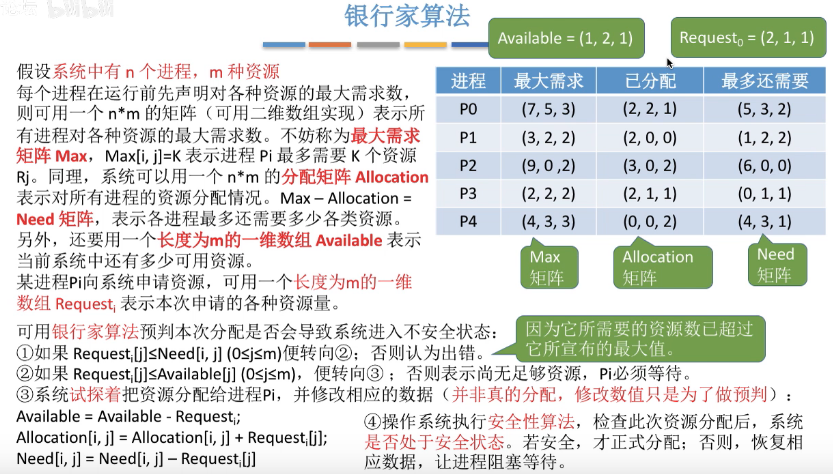 银行家算法
Available = (1, 2, 1)
Request₀ = (2, 1, 1)
假设系统中有 n 个进程，m 种资源
每个进程在运行前先声明对各种资源的最大需求数，
则可用一个 n*m 的矩阵（可用二维数组实现）表示所
有进程对各种资源的最大需求数。不妨称为最大需求
矩阵 Max，Max[i, j]=K 表示进程 Pi 最多需要 K 个资源
Rj。同理，系统可以用一个 n*m 的分配矩阵 Allocation
表示对所有进程的资源分配情况。Max – Allocation =
Need 矩阵，表示各进程最多还需要多少各类资源。
另外，还要用一个长度为m的一维数组 Available 表示
当前系统中还有多少可用资源。
某进程Pi向系统申请资源，可用一个长度为m的一维
数组 Requestᵢ 表示本次申请的各种资源量。
进程 最大需求 已分配 最多还需要
P0 (7, 5, 3) (2, 2, 1) (5, 3, 2)
P1 (3, 2, 2) (2, 0, 0) (1, 2, 2)
P2 (9, 0 ,2) (3, 0, 2) (6, 0, 0)
P3 (2, 2, 2) (2, 1, 1) (0, 1, 1)
P4 (4, 3, 3) (0, 0, 2) (4, 3, 1)
Max
矩阵
Allocation
矩阵
Need
矩阵
可用银行家算法预判本次分配是否会导致系统进入不安全状态：
①如果 Requestᵢ[j]≤Need[i, j] (0≤j≤m)便转向②；否则认为出错。
因为它所需要的资源数已超过
它所宣布的最大值。
②如果 Requestᵢ[j]≤Available[j] (0≤j≤m)，便转向③；否则表示尚无足够资源，Pi必须等待。
③系统试探着把资源分配给进程Pi，并修改相应的数据（并非真的分配，修改数值只是为了做预判）：
Available = Available - Requestᵢ;
Allocation[i, j] = Allocation[i, j] + Requestᵢ[j];
Need[i, j] = Need[i, j] – Requestᵢ[j]
④操作系统执行安全性算法，检查此次资源分配后，系统
是否处于安全状态。若安全，才正式分配；否则，恢复相
应数据，让进程阻塞等待。